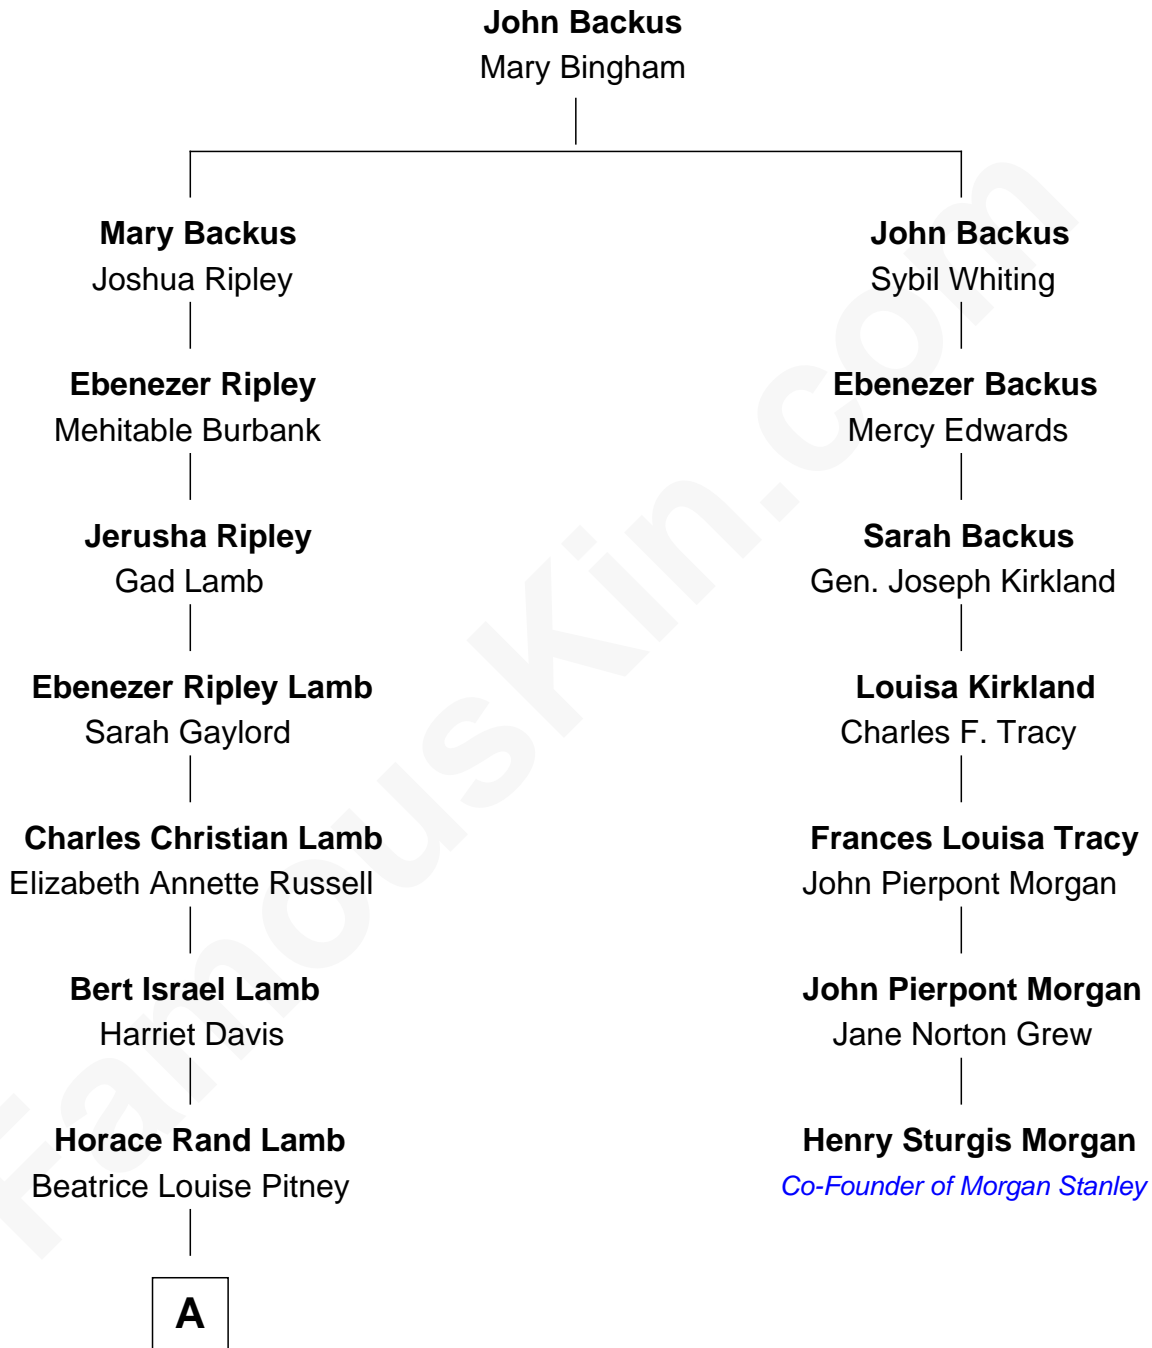 John Backus
Mary Bingham
Mary Backus
Joshua Ripley
John Backus
Sybil Whiting
Ebenezer Ripley
Mehitable Burbank
Ebenezer Backus
Mercy Edwards
Jerusha Ripley
Gad Lamb
Sarah Backus
Gen. Joseph Kirkland
Ebenezer Ripley Lamb
Sarah Gaylord
Louisa Kirkland
Charles F. Tracy
Charles Christian Lamb
Elizabeth Annette Russell
Frances Louisa Tracy
John Pierpont Morgan
Bert Israel Lamb
Harriet Davis
John Pierpont Morgan
Jane Norton Grew
Horace Rand Lamb
Beatrice Louise Pitney
Henry Sturgis Morgan
Co-Founder of Morgan Stanley
A
FamousKin.com